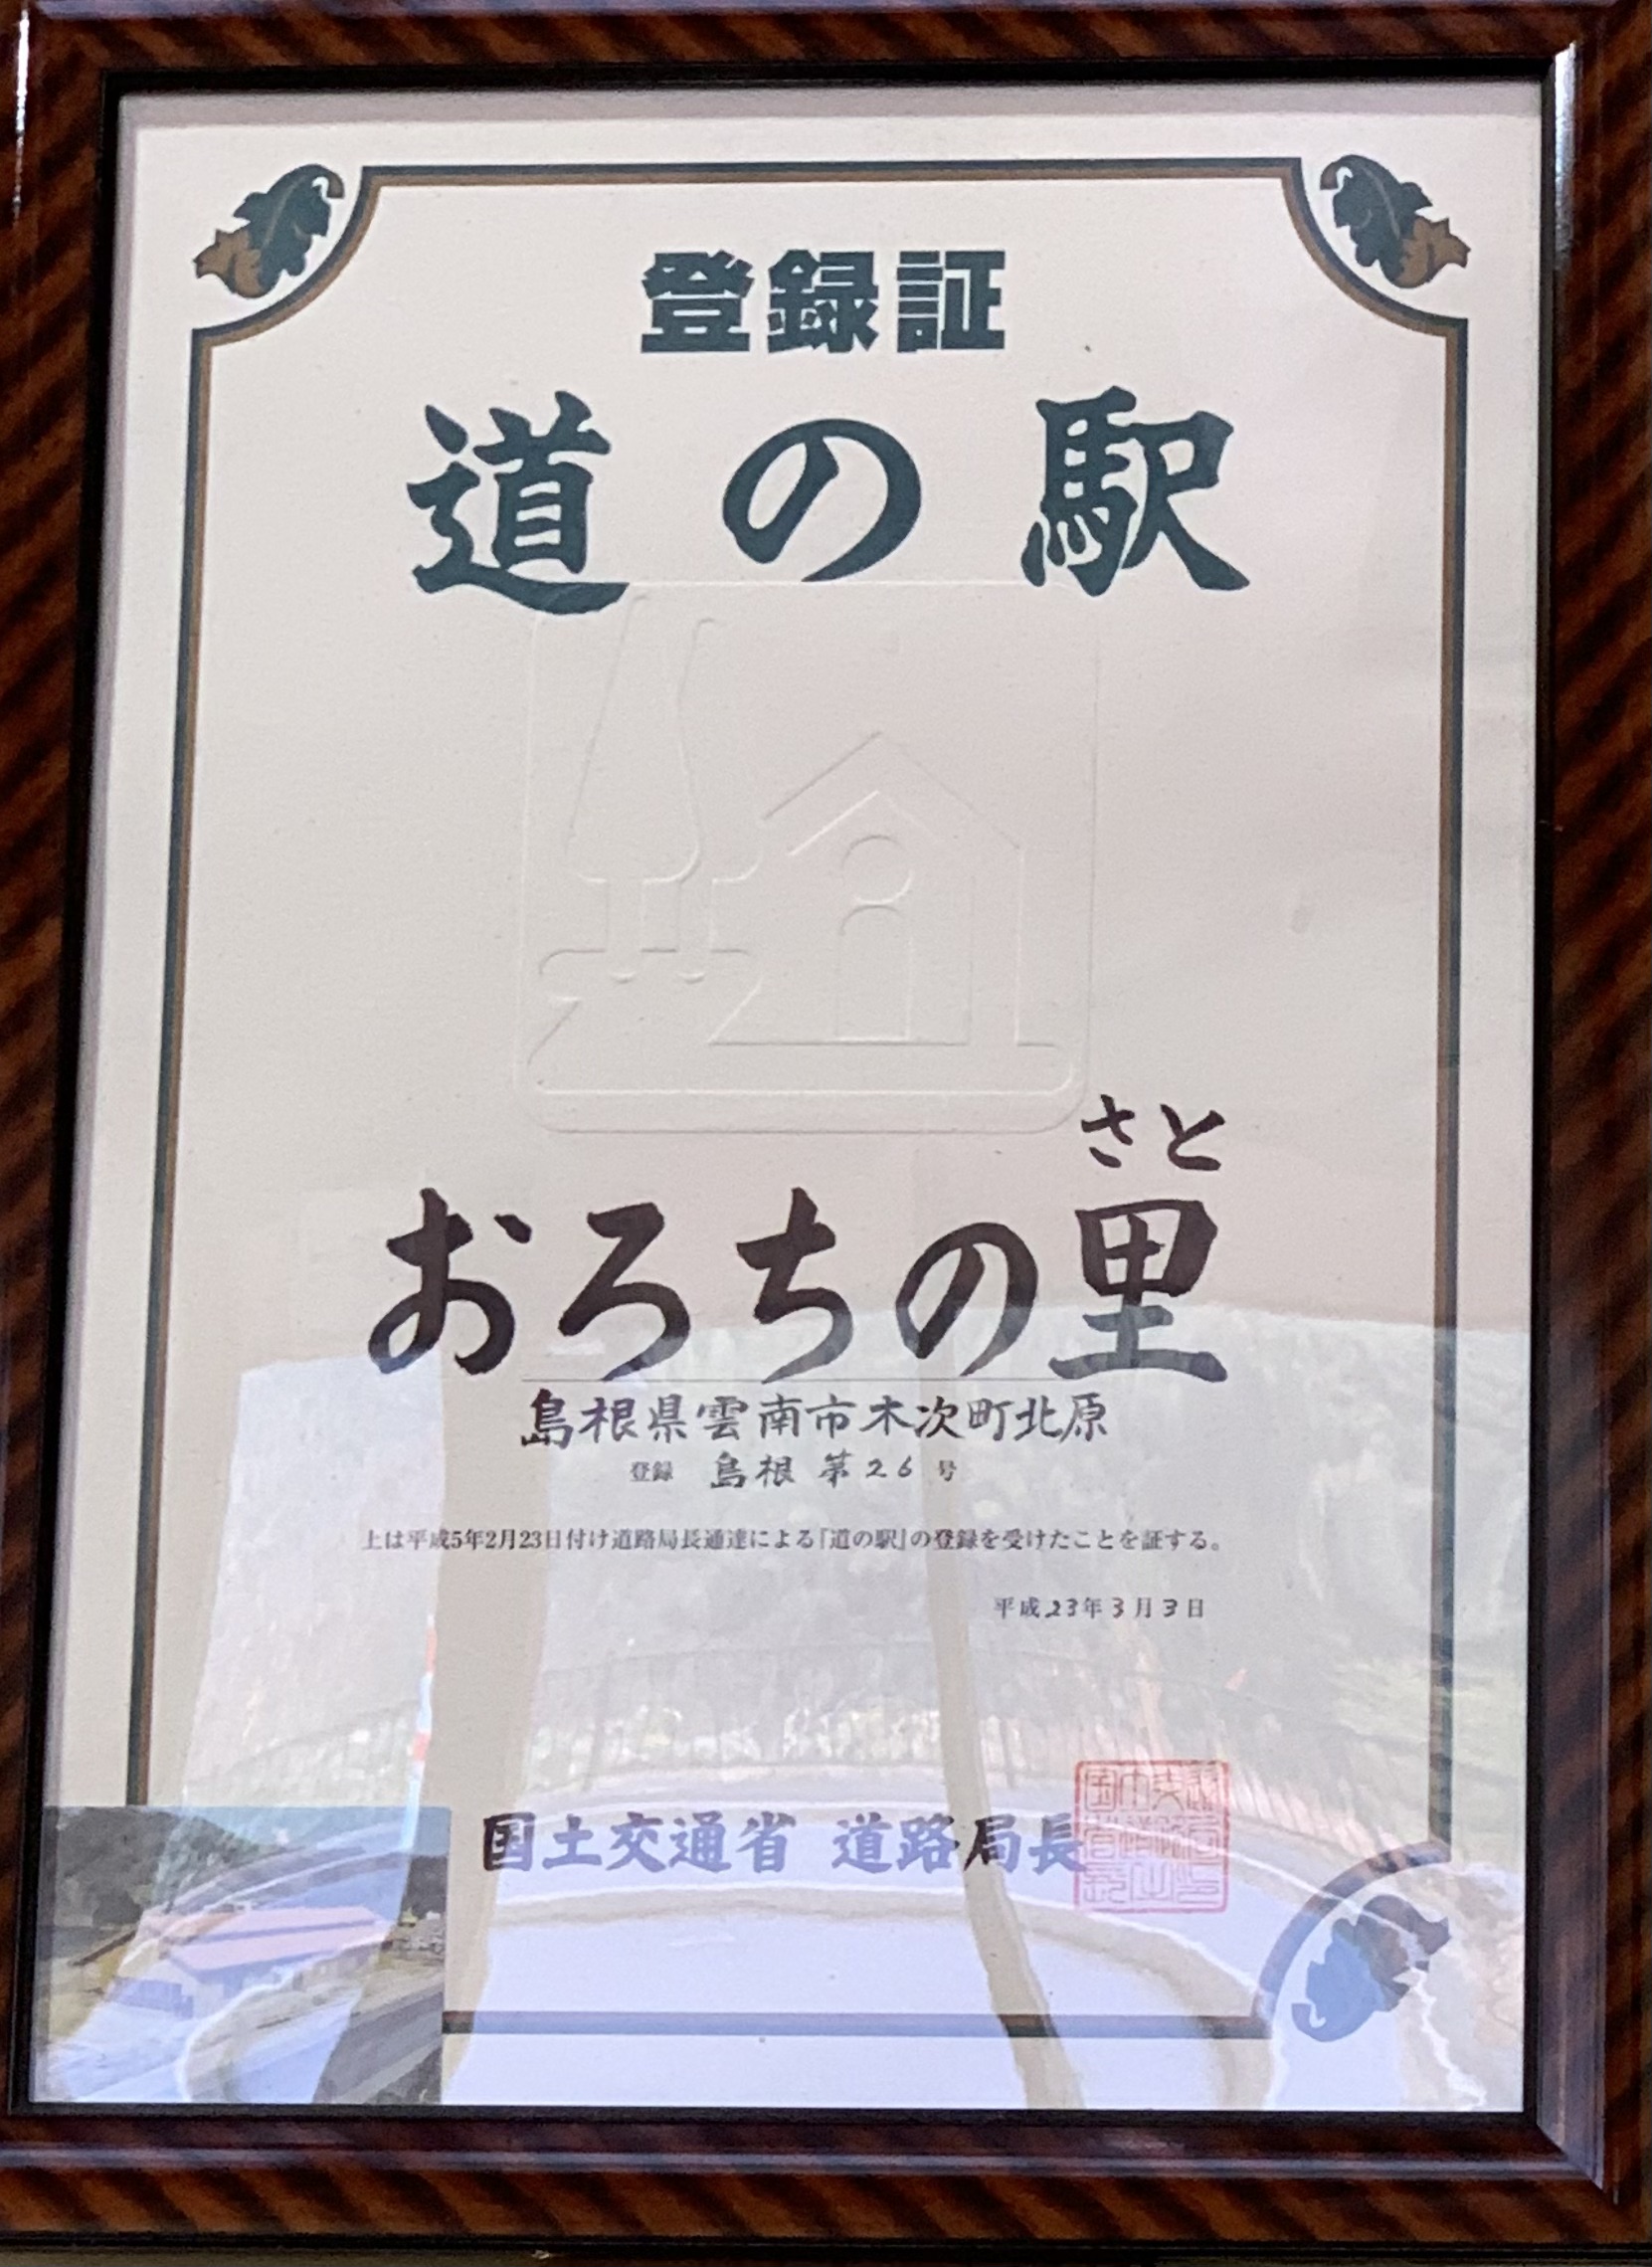 登録証
道の駅
さと
おろちの里
島根県雲南市木次町北原
登録 島根 第26 号
上は平成5年2月23日付け道路局長通達による「道の駅」の登録を受けたことを証する。
平成23年3月3日
国土交通省 道路局長